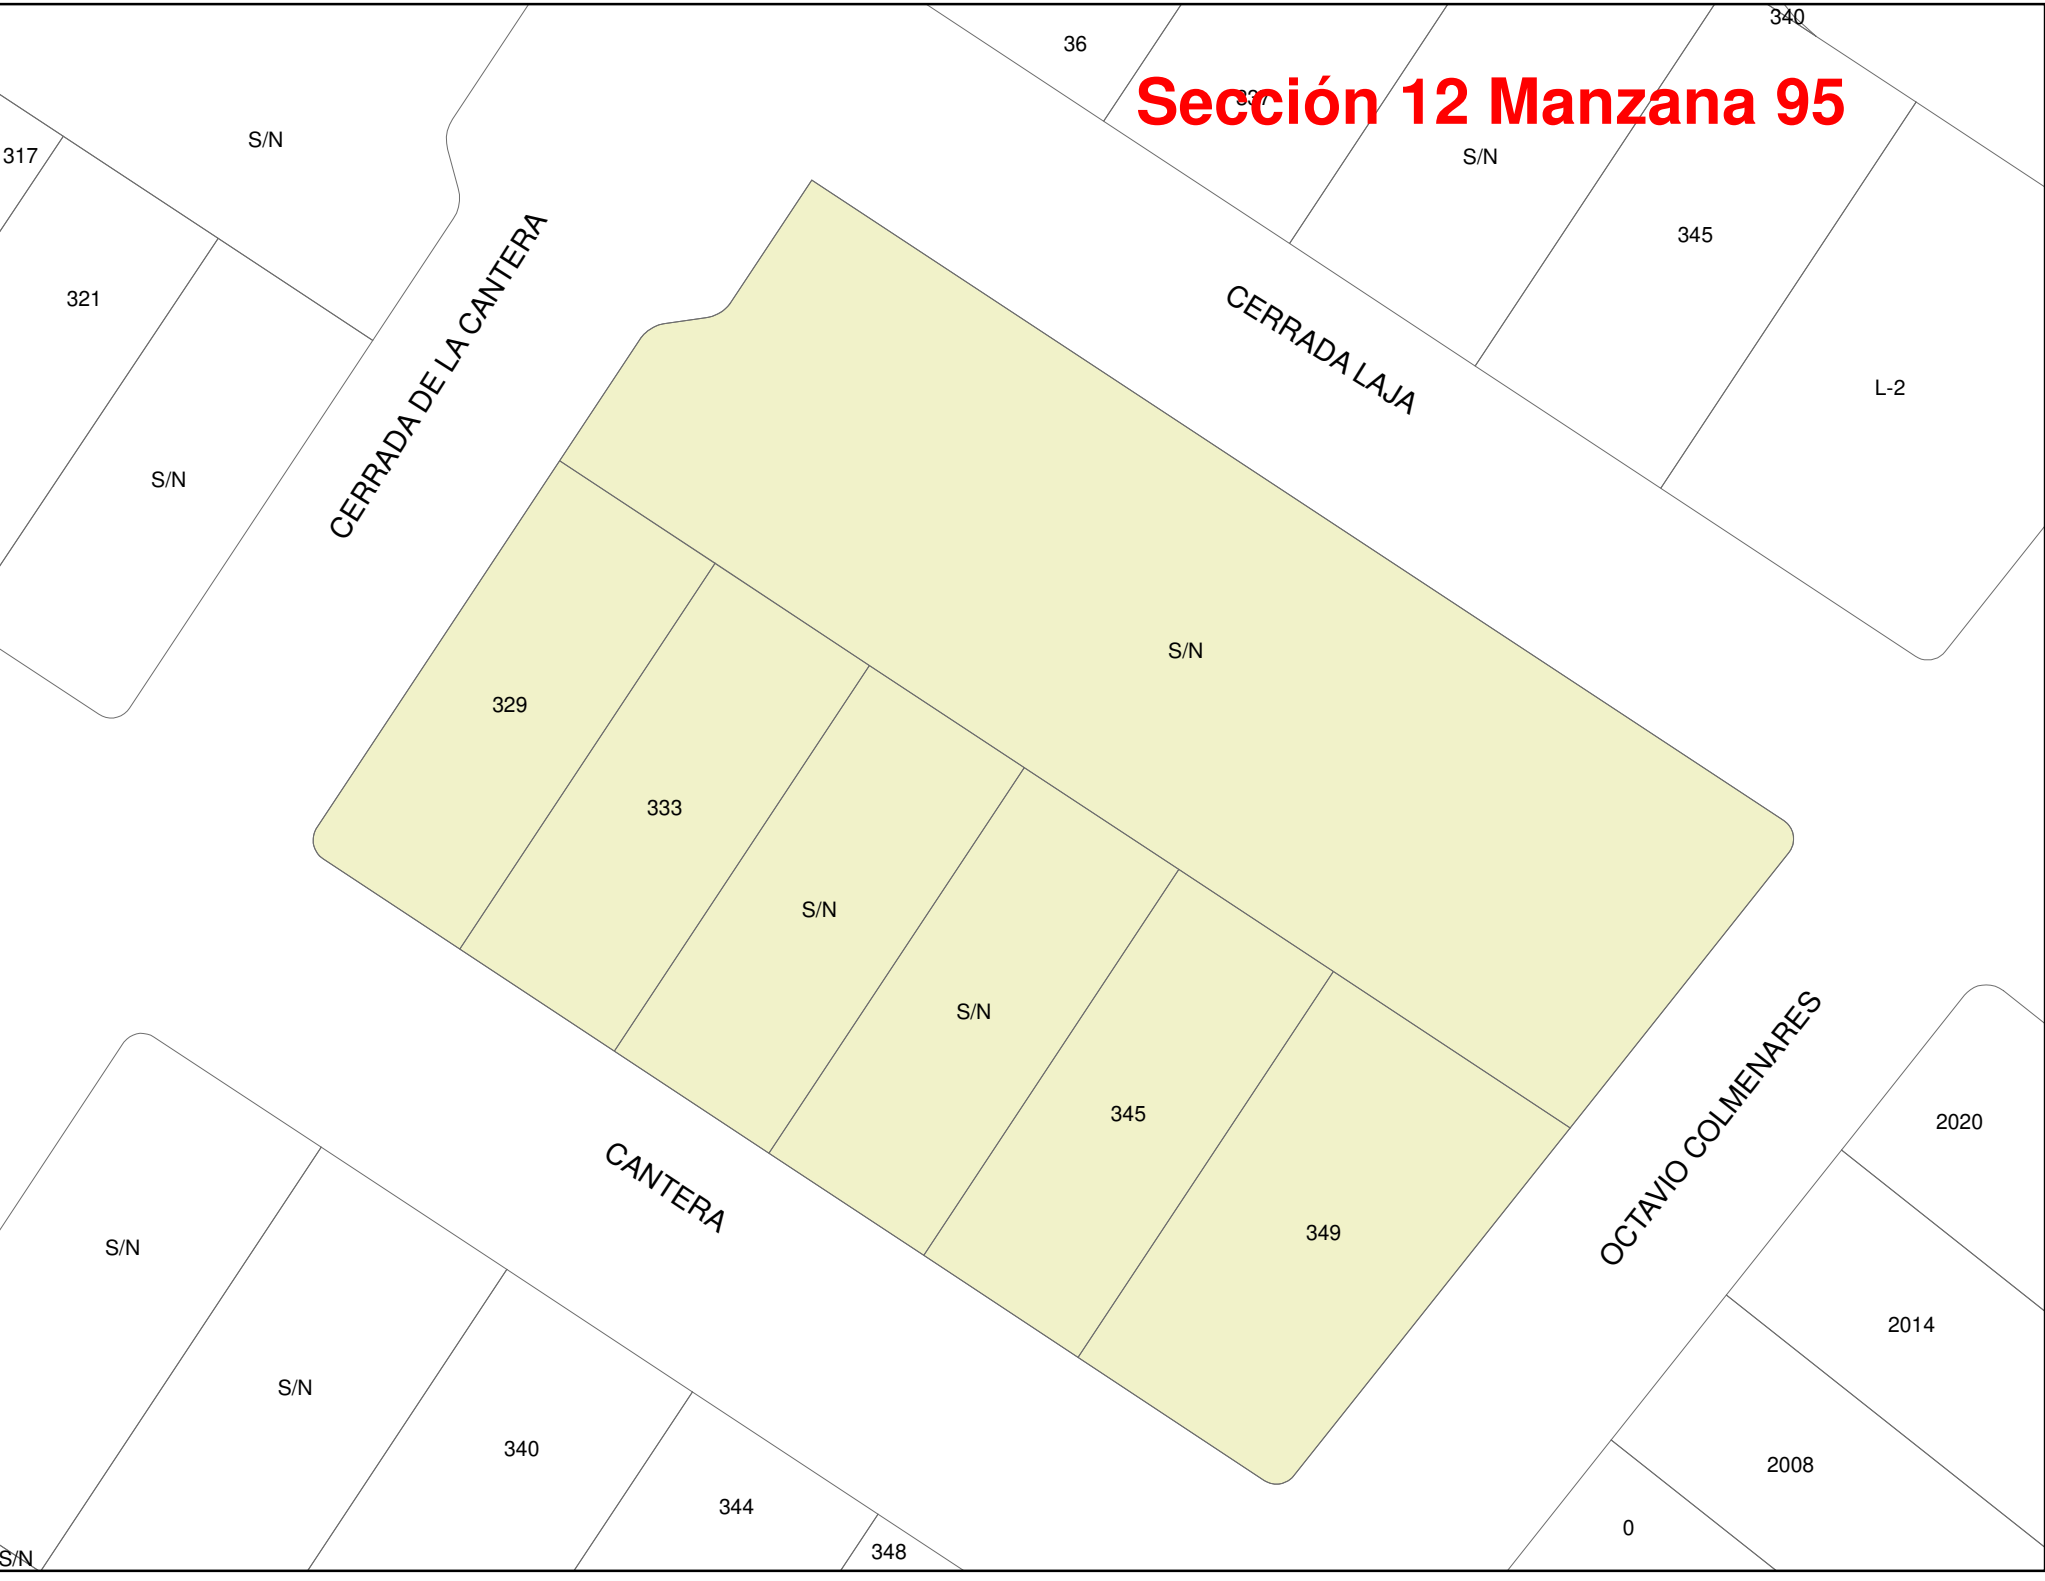 340
36
337
Sección 12 Manzana 95
S/N
317
S/N
345
321
CERRADA DE LA CANTERA
CERRADA LAJA
L-2
S/N
S/N
329
333
S/N
S/N
345
349
OCTAVIO COLMENARES
2020
CANTERA
S/N
2014
S/N
340
2008
344
0
348
S/N